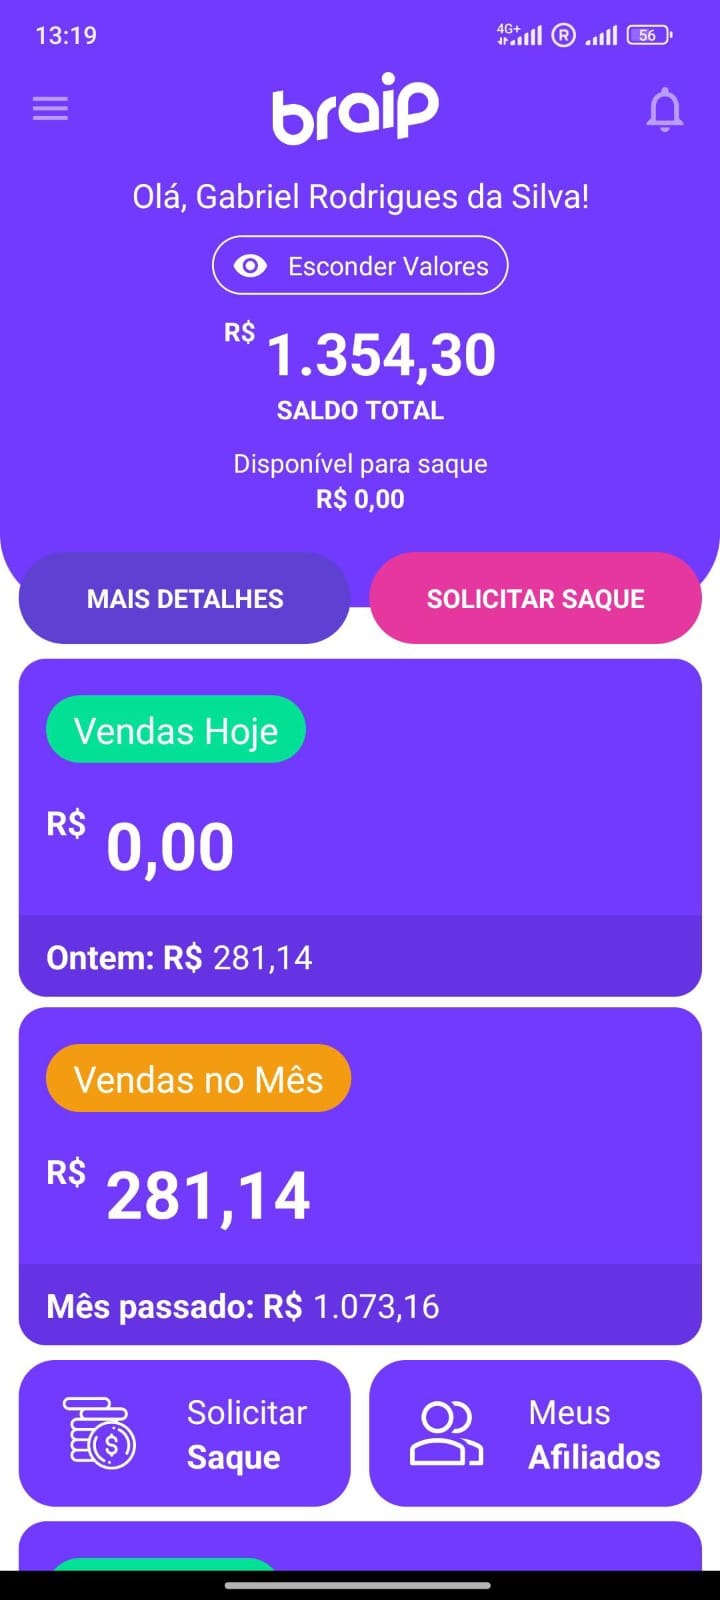 13:19
4G+
R
56
braip
Olá, Gabriel Rodrigues da Silva!
Esconder Valores
R$ 1.354,30
SALDO TOTAL
Disponível para saque
R$ 0,00
MAIS DETALHES
SOLICITAR SAQUE
Vendas Hoje
R$ 0,00
Ontem: R$ 281,14
Vendas no Mês
R$ 281,14
Mês passado: R$ 1.073,16
Solicitar
Saque
Meus
Afiliados